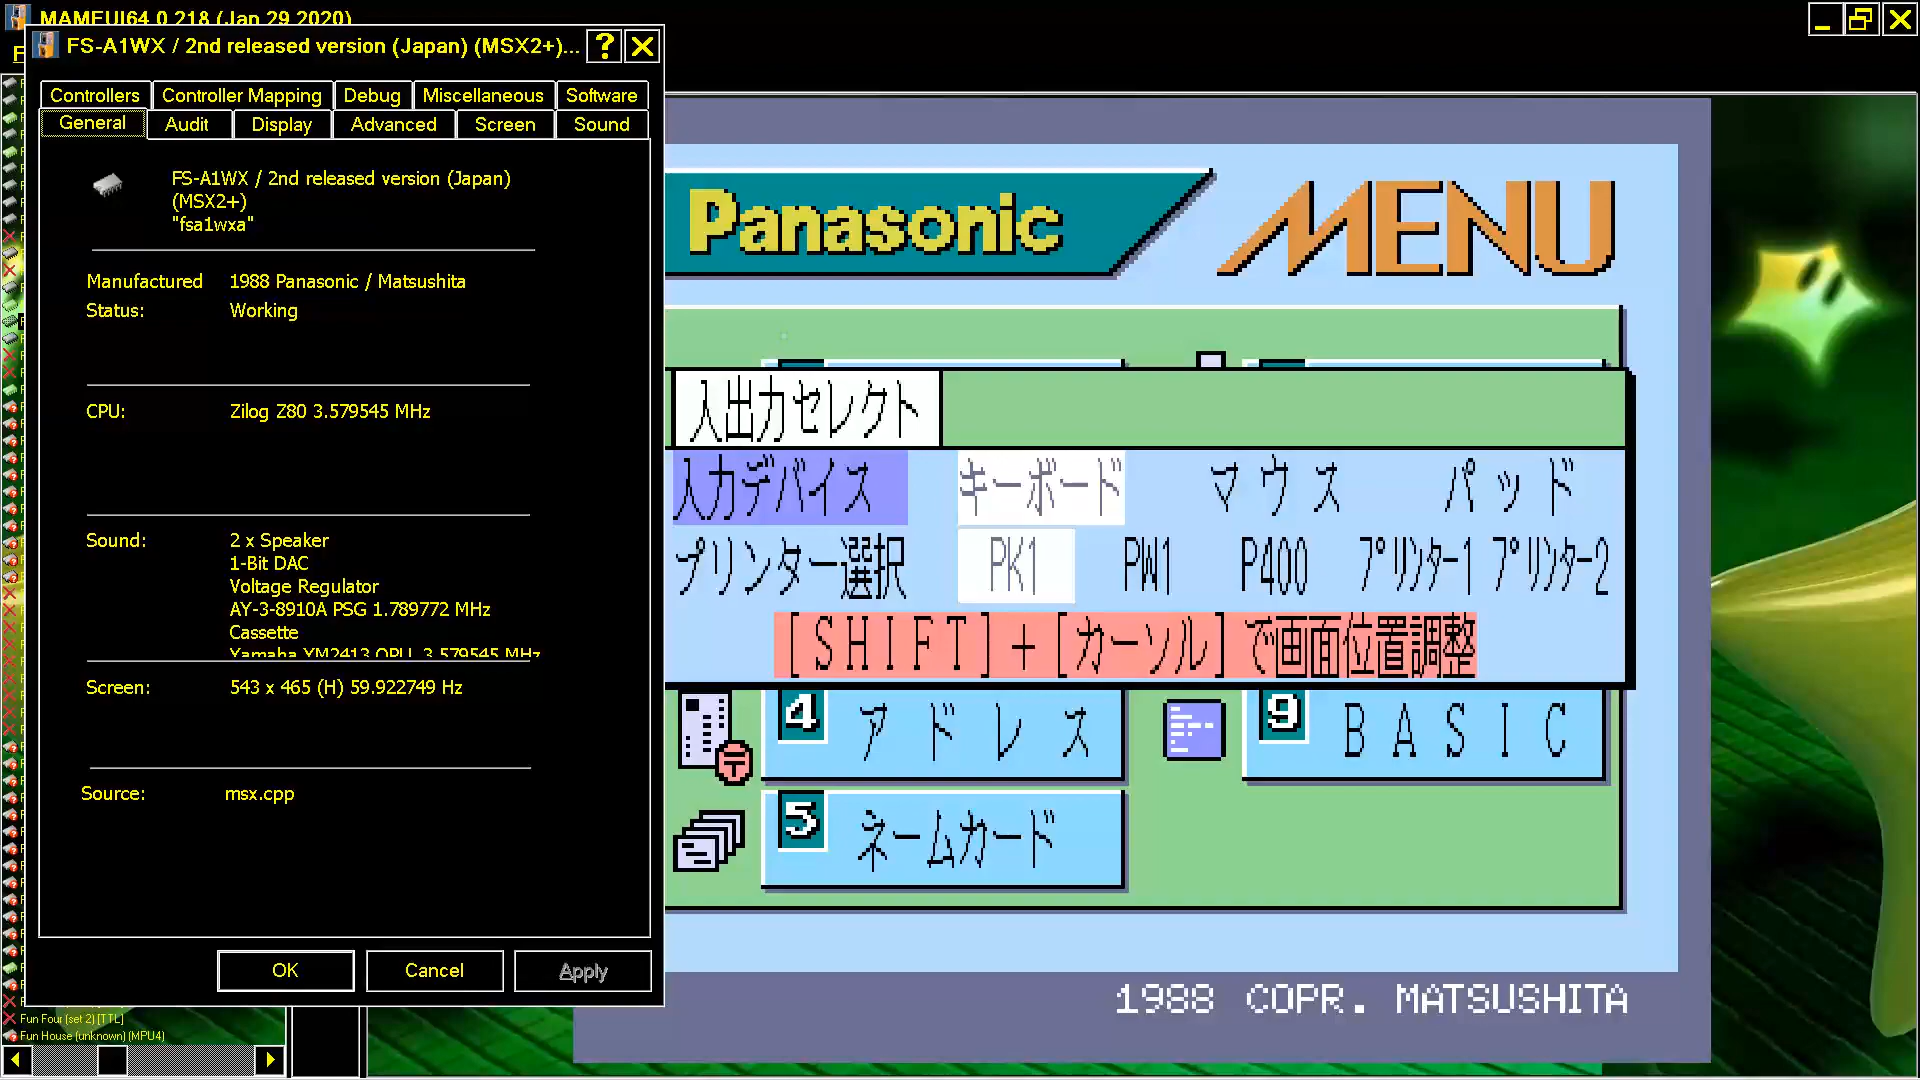 MAMEUI64 0.218 (Jan 29 2020)
FS-A1WX / 2nd released version (Japan) (MSX2+)...
Controllers
Controller Mapping
Debug
Miscellaneous
Software
General
Audit
Display
Advanced
Screen
Sound
FS-A1WX / 2nd released version (Japan)
(MSX2+)
"fsa1wxa"
Manufactured 1988 Panasonic / Matsushita
Status: Working
CPU: Zilog Z80 3.579545 MHz
Sound: 2 x Speaker
1-Bit DAC
Voltage Regulator
AY-3-8910A PSG 1.789772 MHz
Cassette
Yamaha YM2413 OPLL 3.579545 MHz
Screen: 543 x 465 (H) 59.922749 Hz
Source: msx.cpp
OK
Cancel
Apply
Fun Four (set 2) [TTL]
Fun House (unknown) (MPU4)
Panasonic MENU
入出力セレクト
入力デバイス キーボード マウス パッド
プリンター選択 PK1 PW1 P400 プリンター1 プリンター2
[SHIFT]+[カーソル]で画面位置調整
4 アドレス
9 BASIC
5 ネームカード
1988 COPR. MATSUSHITA